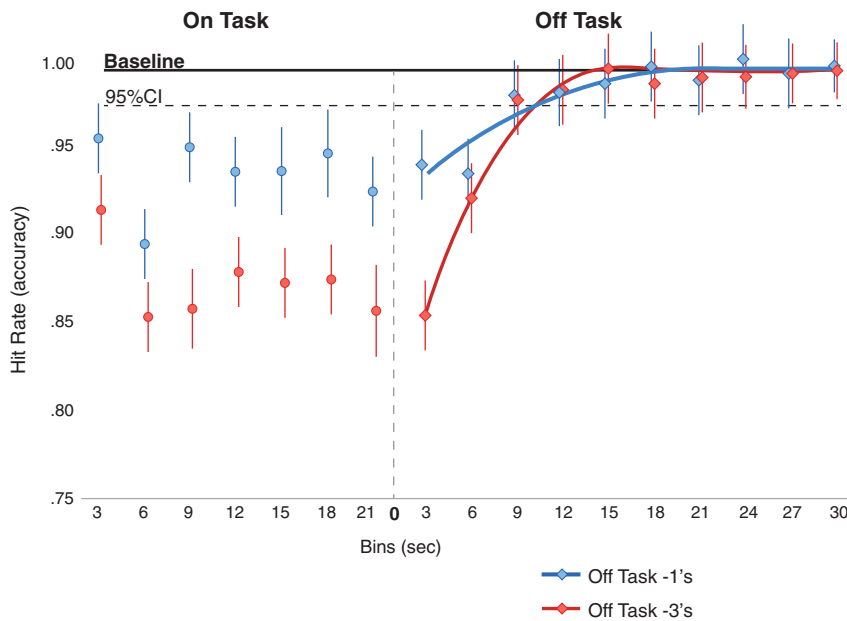 On Task Off Task
1.00
Baseline
95%CI
.95
.90
.85
.80
.75
Hit Rate (accuracy)
3 6 9 12 15 18 21 0 3 6 9 12 15 18 21 24 27 30
Bins (sec)
Off Task -1's
Off Task -3's